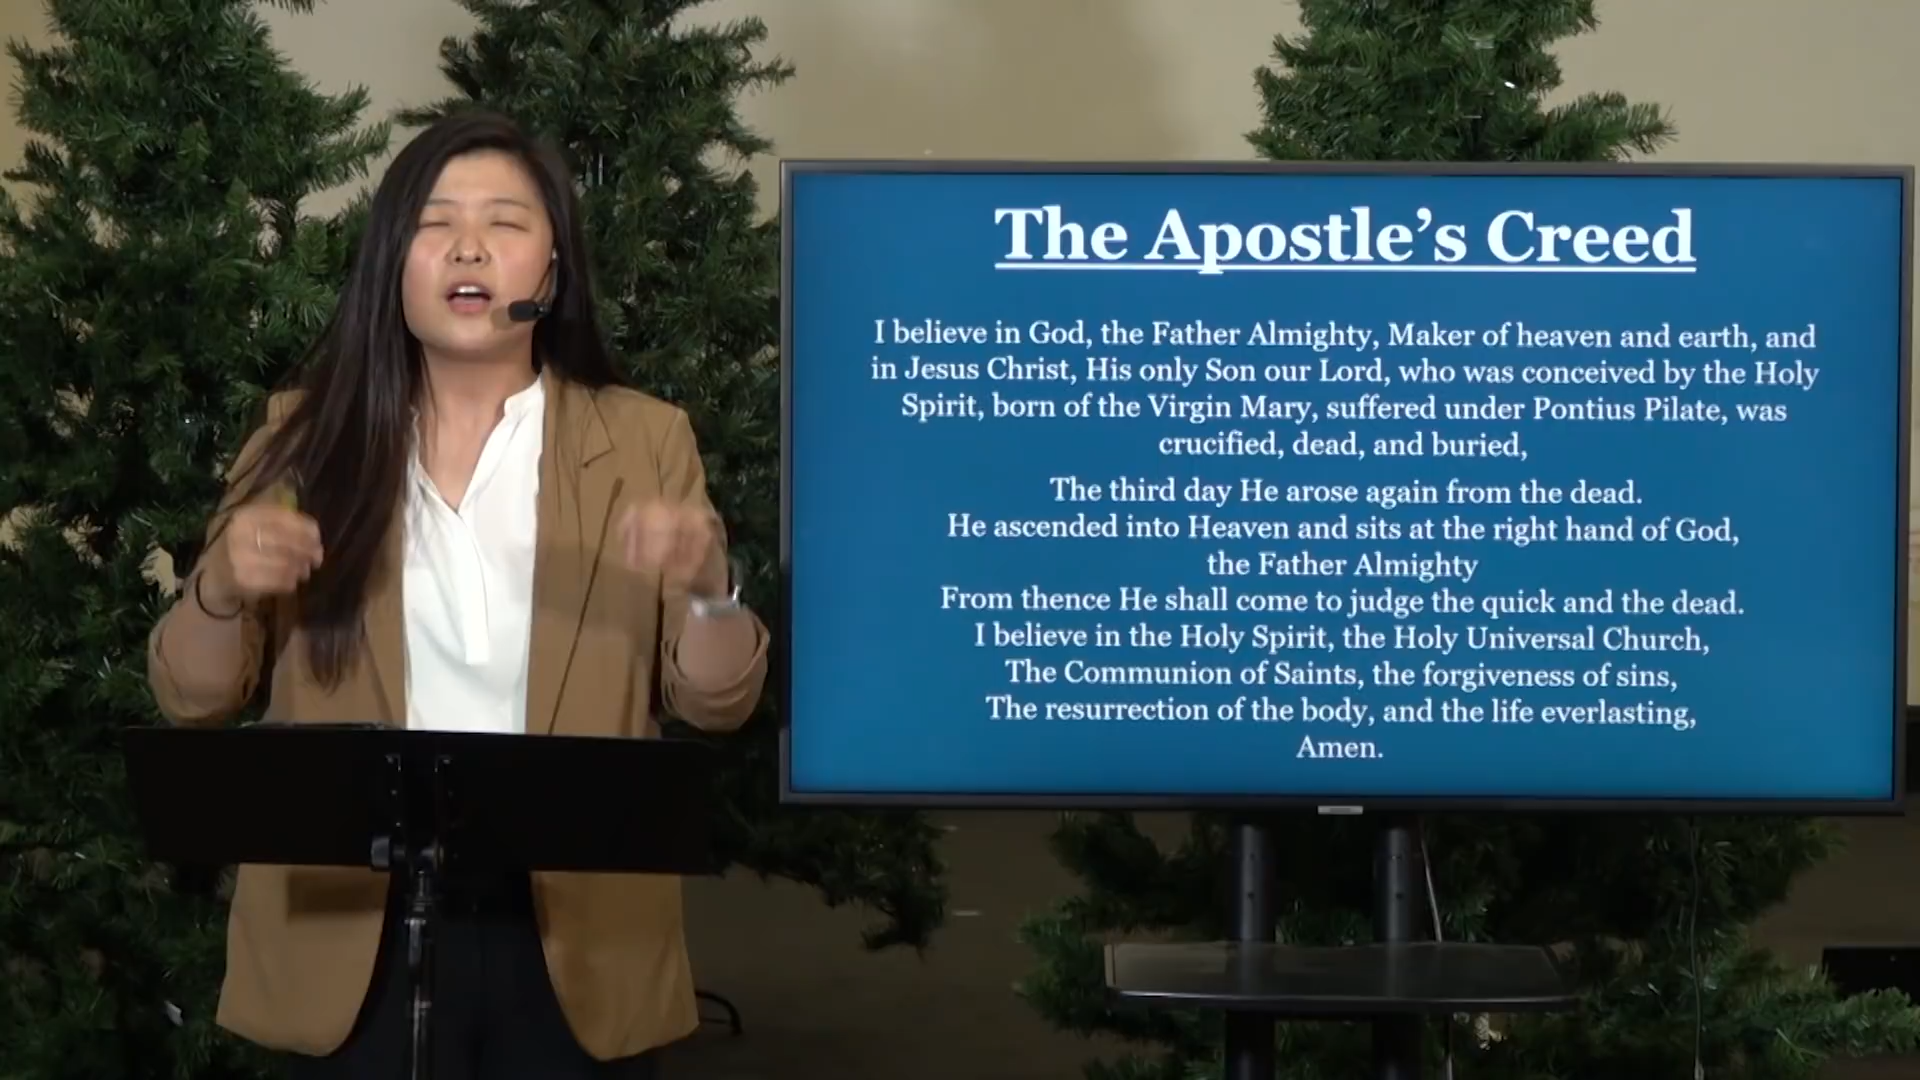 The Apostle’s Creed
I believe in God, the Father Almighty, Maker of heaven and earth, and
in Jesus Christ, His only Son our Lord, who was conceived by the Holy
Spirit, born of the Virgin Mary, suffered under Pontius Pilate, was
crucified, dead, and buried,
The third day He arose again from the dead.
He ascended into Heaven and sits at the right hand of God,
the Father Almighty
From thence He shall come to judge the quick and the dead.
I believe in the Holy Spirit, the Holy Universal Church,
The Communion of Saints, the forgiveness of sins,
The resurrection of the body, and the life everlasting,
Amen.